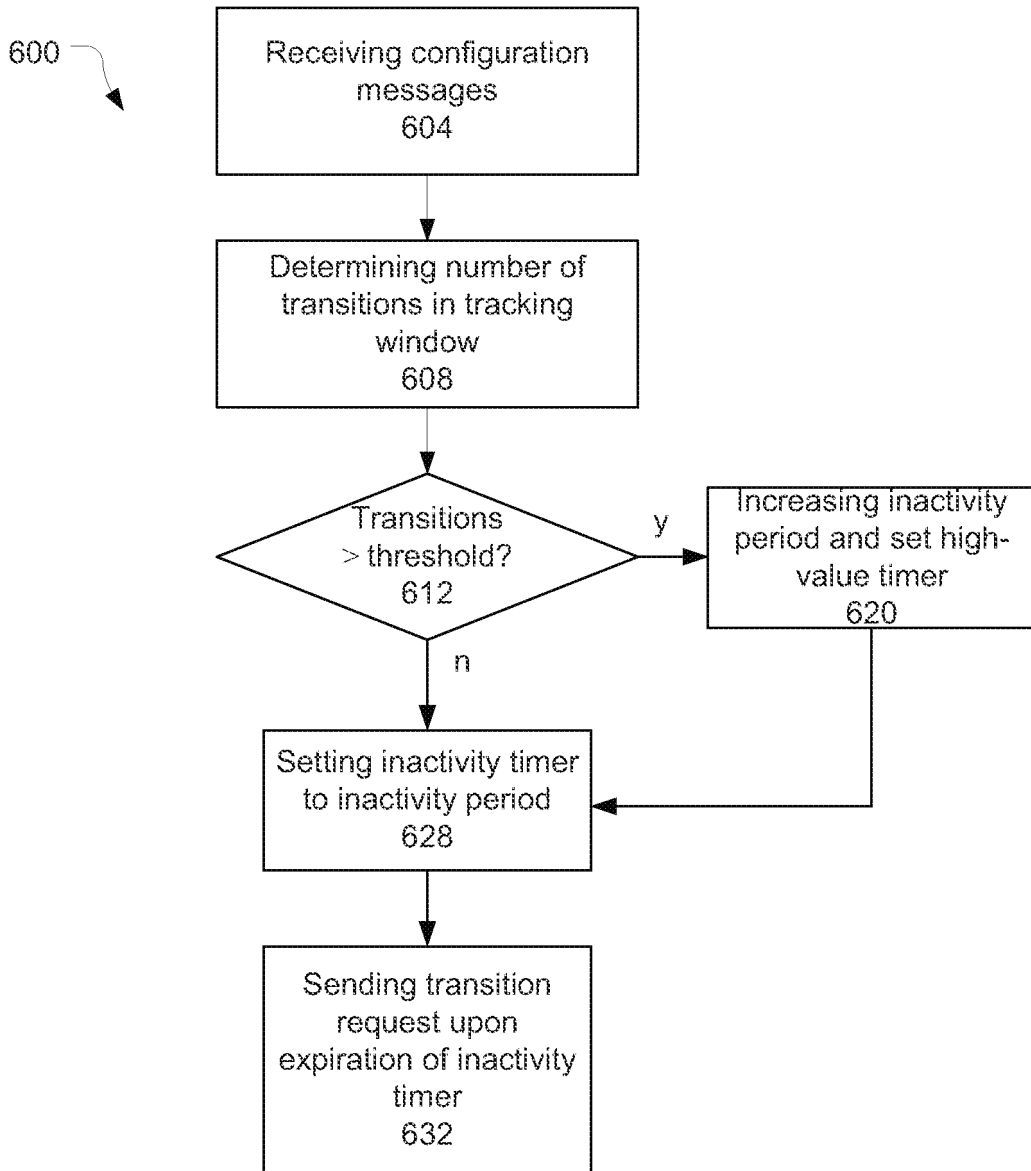 600
Receiving configuration
messages
604
Determining number of
transitions in tracking
window
608
Transitions
> threshold?
612
y
Increasing inactivity
period and set high-
value timer
620
n
Setting inactivity timer
to inactivity period
628
Sending transition
request upon
expiration of inactivity
timer
632